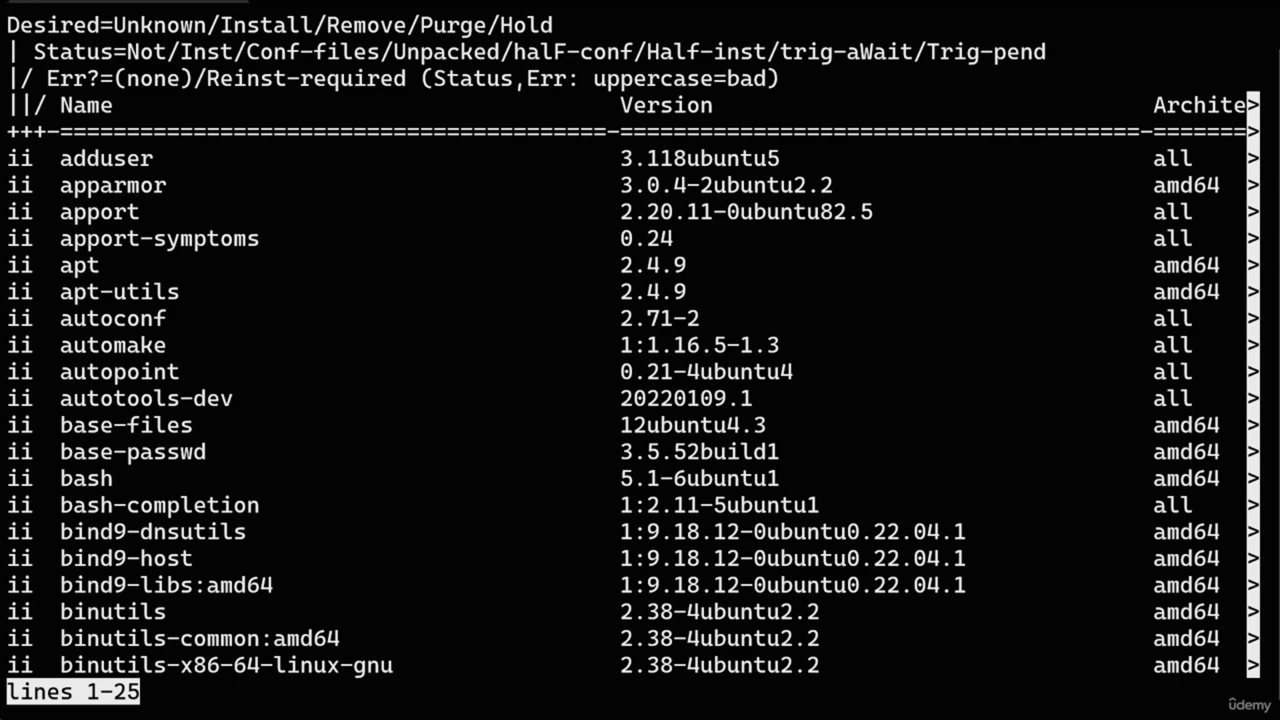 Desired=Unknown/Install/Remove/Purge/Hold
| Status=Not/Inst/Conf-files/Unpacked/halF-conf/Half-inst/trig-aWait/Trig-pend
|/ Err?=(none)/Reinst-required (Status,Err: uppercase=bad)
||/ Name Version Archite>
+++-=========================================-=======================================-=======>
ii adduser 3.118ubuntu5 all >
ii apparmor 3.0.4-2ubuntu2.2 amd64 >
ii apport 2.20.11-0ubuntu82.5 all >
ii apport-symptoms 0.24 all >
ii apt 2.4.9 amd64 >
ii apt-utils 2.4.9 amd64 >
ii autoconf 2.71-2 all >
ii automake 1:1.16.5-1.3 all >
ii autopoint 0.21-4ubuntu4 all >
ii autotools-dev 20220109.1 all >
ii base-files 12ubuntu4.3 amd64 >
ii base-passwd 3.5.52build1 amd64 >
ii bash 5.1-6ubuntu1 amd64 >
ii bash-completion 1:2.11-5ubuntu1 all >
ii bind9-dnsutils 1:9.18.12-0ubuntu0.22.04.1 amd64 >
ii bind9-host 1:9.18.12-0ubuntu0.22.04.1 amd64 >
ii bind9-libs:amd64 1:9.18.12-0ubuntu0.22.04.1 amd64 >
ii binutils 2.38-4ubuntu2.2 amd64 >
ii binutils-common:amd64 2.38-4ubuntu2.2 amd64 >
ii binutils-x86-64-linux-gnu 2.38-4ubuntu2.2 amd64 >
lines 1-25
ûdemy